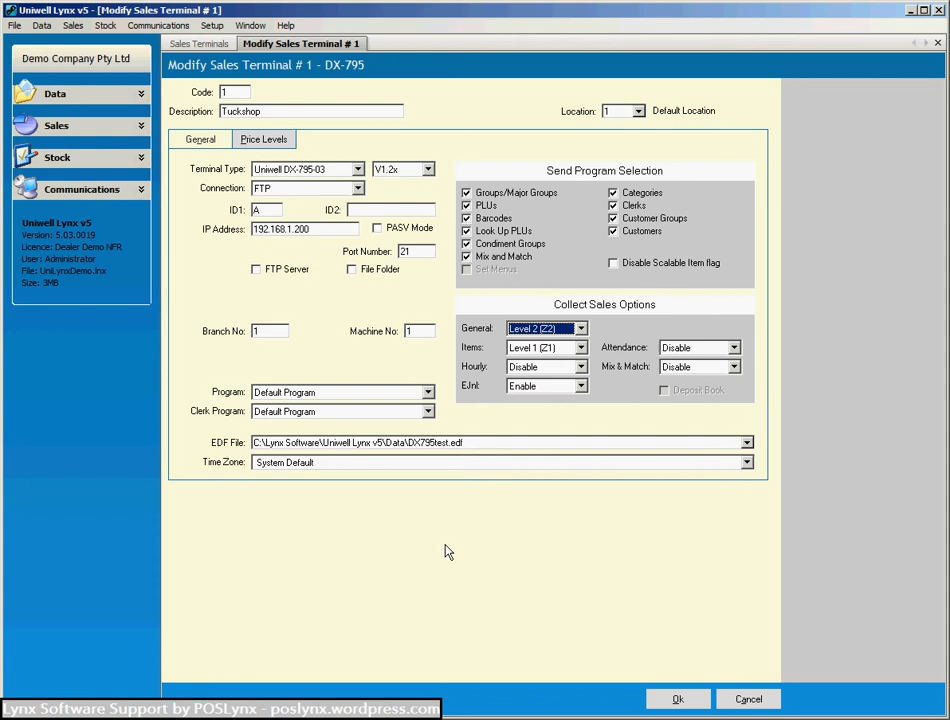 Uniwell Lynx v5 - [Modify Sales Terminal # 1]
File Data Sales Stock Communications Setup Window Help
Demo Company Pty Ltd
Data
Sales
Stock
Communications
Uniwell Lynx v5
Version: 5.03.0019
Licence: Dealer Demo NFR
User: Administrator
File: UniLynxDemo.lnx
Size: 3MB
Sales Terminals Modify Sales Terminal # 1
Modify Sales Terminal # 1 - DX-795
Code: 1
Description: Tuckshop
Location: 1 Default Location
General Price Levels
Terminal Type: Uniwell DX-795-03 V1.2x
Connection: FTP
ID1: A ID2:
IP Address: 192.168.1.200 PASV Mode
Port Number: 21
FTP Server File Folder
Branch No: 1 Machine No: 1
Program: Default Program
Clerk Program: Default Program
EDF File: C:\Lynx Software\Uniwell Lynx v5\Data\DX795test.edf
Time Zone: System Default
Send Program Selection
Groups/Major Groups Categories
PLUs Clerks
Barcodes Customer Groups
Look Up PLUs Customers
Condiment Groups
Mix and Match Disable Scalable Item flag
Set Menus
Collect Sales Options
General: Level 2 (Z2)
Items: Level 1 (Z1) Attendance: Disable
Hourly: Disable Mix & Match: Disable
EJnl: Enable Deposit Book
Ok Cancel
Lynx Software Support by POSLynx - poslynx.wordpress.com